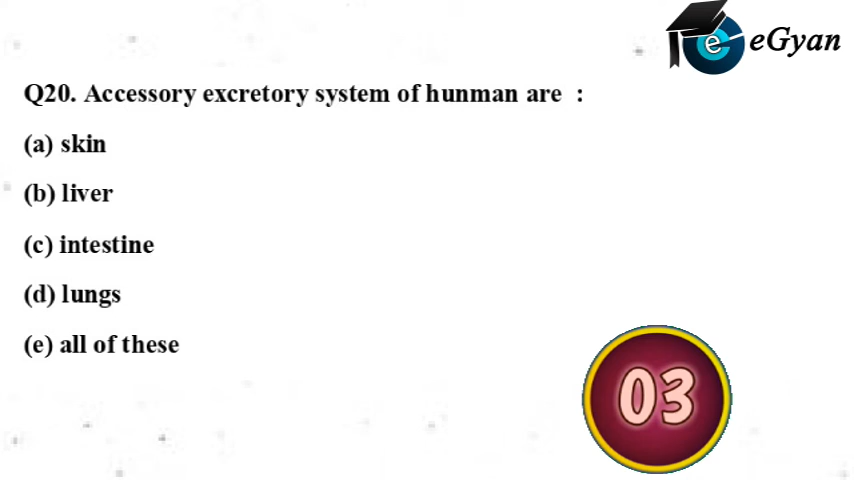 e eGyan
Q20. Accessory excretory system of hunman are :
(a) skin
(b) liver
(c) intestine
(d) lungs
(e) all of these
03